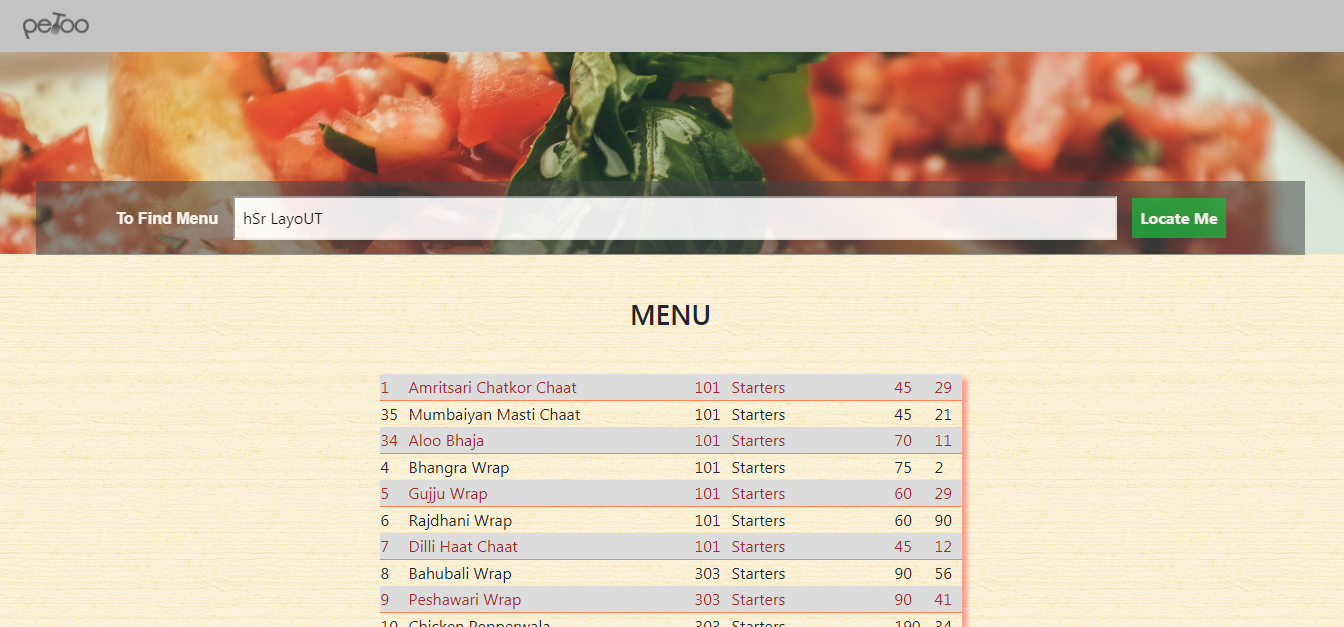 peToo
To Find Menu hSr LayoUT Locate Me
MENU
1 Amritsari Chatkor Chaat 101 Starters 45 29
35 Mumbaiyan Masti Chaat 101 Starters 45 21
34 Aloo Bhaja 101 Starters 70 11
4 Bhangra Wrap 101 Starters 75 2
5 Gujju Wrap 101 Starters 60 29
6 Rajdhani Wrap 101 Starters 60 90
7 Dilli Haat Chaat 101 Starters 45 12
8 Bahubali Wrap 303 Starters 90 56
9 Peshawari Wrap 303 Starters 90 41
10 Chicken Pepperwala 303 Starters 190 34